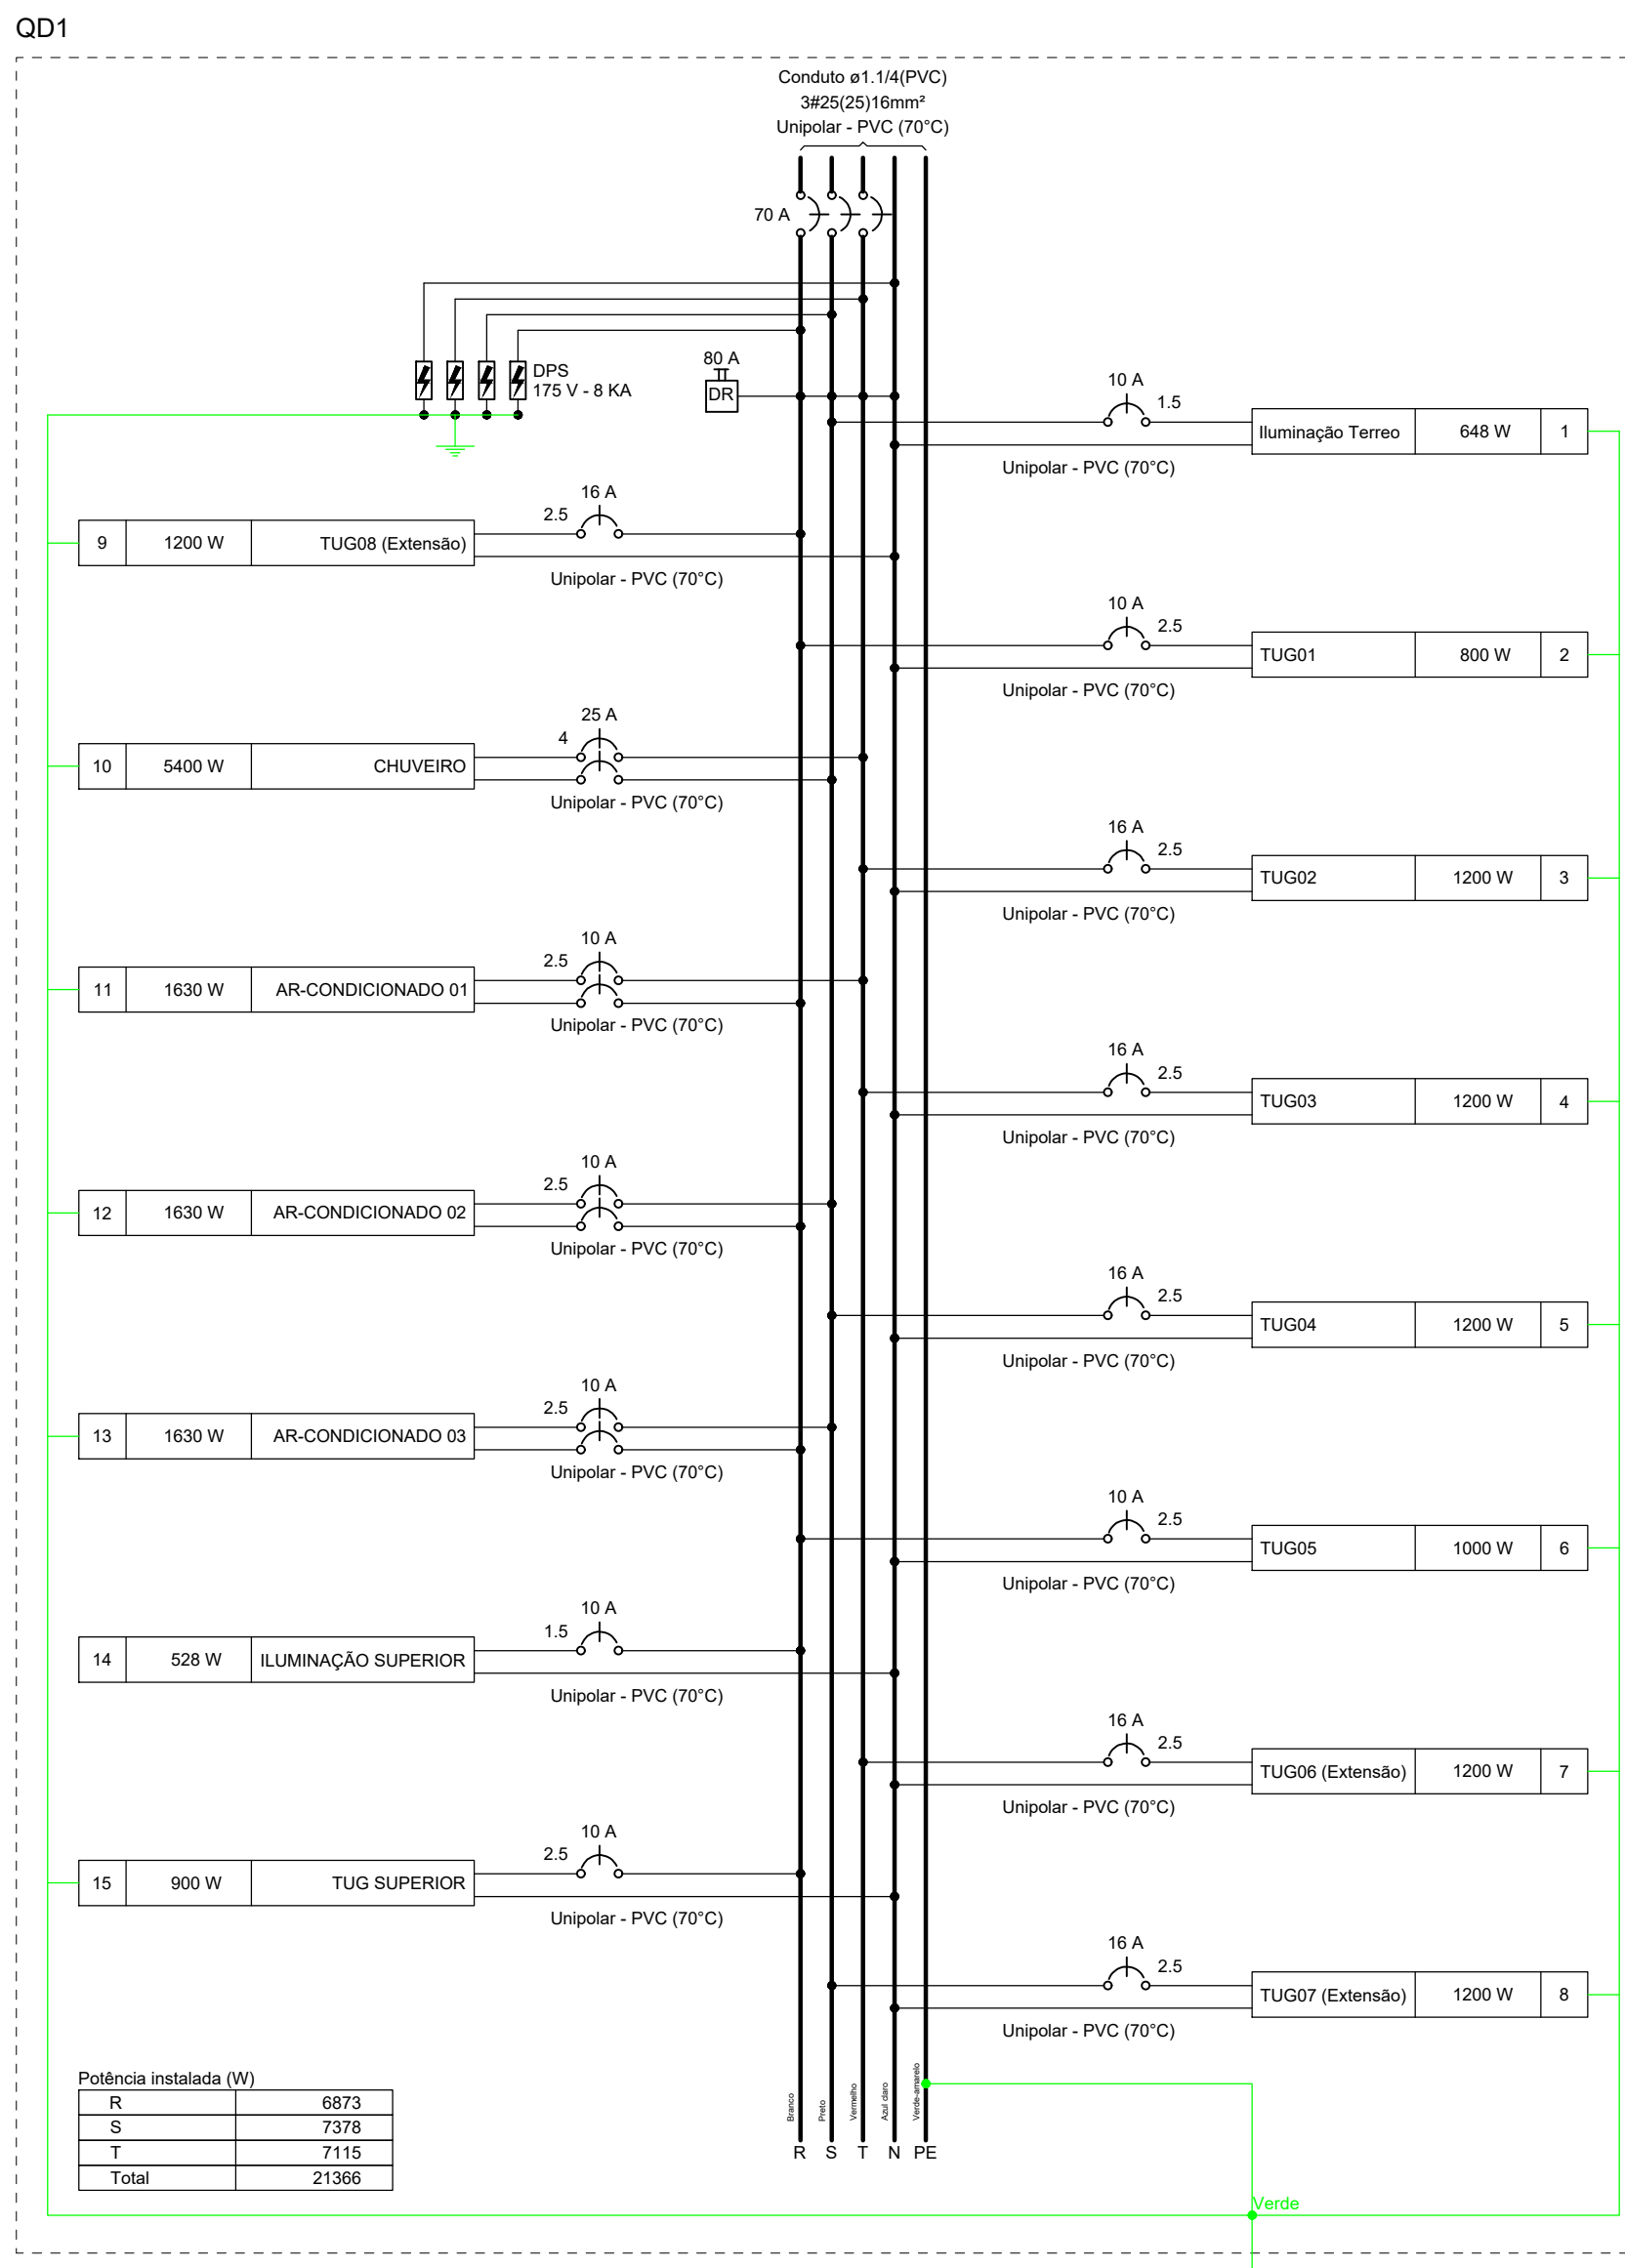 QD1
Conduto ø1.1/4(PVC)
3#25(25)16mm²
Unipolar - PVC (70°C)
70 A
DPS
175 V - 8 KA
80 A
DR
10 A
1.5
Iluminação Terreo 648 W 1
Unipolar - PVC (70°C)
16 A
2.5
9 1200 W TUG08 (Extensão)
Unipolar - PVC (70°C)
10 A
2.5
TUG01 800 W 2
Unipolar - PVC (70°C)
25 A
4
10 5400 W CHUVEIRO
Unipolar - PVC (70°C)
16 A
2.5
TUG02 1200 W 3
Unipolar - PVC (70°C)
10 A
2.5
11 1630 W AR-CONDICIONADO 01
Unipolar - PVC (70°C)
16 A
2.5
TUG03 1200 W 4
Unipolar - PVC (70°C)
10 A
2.5
12 1630 W AR-CONDICIONADO 02
Unipolar - PVC (70°C)
16 A
2.5
TUG04 1200 W 5
Unipolar - PVC (70°C)
10 A
2.5
13 1630 W AR-CONDICIONADO 03
Unipolar - PVC (70°C)
10 A
2.5
TUG05 1000 W 6
Unipolar - PVC (70°C)
10 A
1.5
14 528 W ILUMINAÇÃO SUPERIOR
Unipolar - PVC (70°C)
16 A
2.5
TUG06 (Extensão) 1200 W 7
Unipolar - PVC (70°C)
10 A
2.5
15 900 W TUG SUPERIOR
Unipolar - PVC (70°C)
16 A
2.5
TUG07 (Extensão) 1200 W 8
Unipolar - PVC (70°C)
Potência instalada (W)
R 6873
S 7378
T 7115
Total 21366
Branco
Preto
Vermelho
Azul claro
Verde-amarelo
R S T N PE
Verde